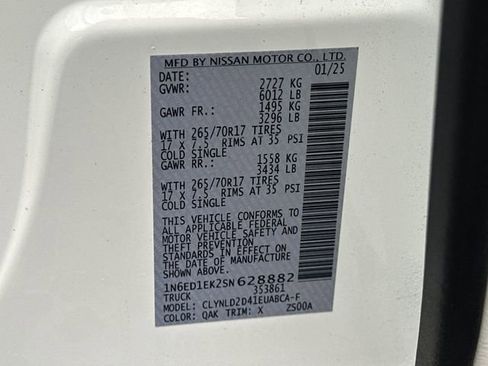 MFD BY NISSAN MOTOR CO., LTD.
DATE: 01/25
GVWR: 2727 KG
6012 LB
GAWR FR.: 1495 KG
3296 LB
WITH 265/70R17 TIRES
17 X 7.5 RIMS AT 35 PSI
COLD SINGLE
GAWR RR.: 1558 KG
3434 LB
WITH 265/70R17 TIRES
17 X 7.5 RIMS AT 35 PSI
COLD SINGLE
THIS VEHICLE CONFORMS TO
ALL APPLICABLE FEDERAL
MOTOR VEHICLE SAFETY AND
STANDARDS IN EFFECT ON
THE DATE OF MANUFACTURE
SHOWN ABOVE.
1N6ED1EK2SN628882
TRUCK 353861
MODEL: CLYNLD2D41EUABCA-F
COLOR: QAK TRIM: X ZS00A